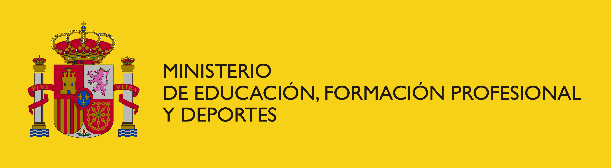 MINISTERIO
DE EDUCACIÓN, FORMACIÓN PROFESIONAL
Y DEPORTES